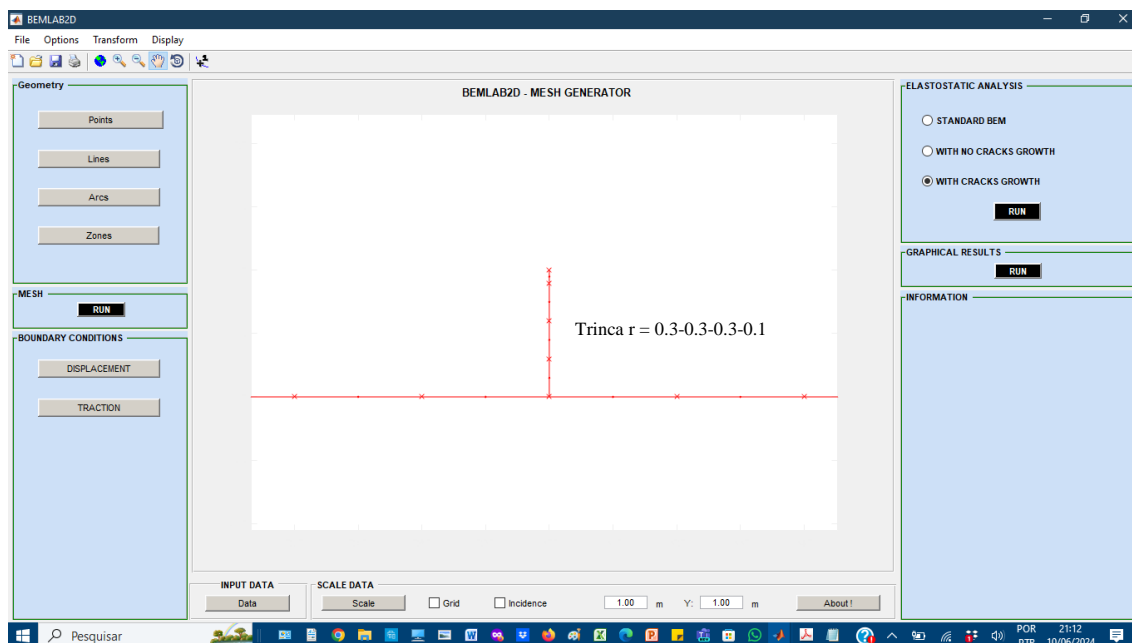 BEMLAB2D
File Options Transform Display
Geometry
Points
Lines
Arcs
Zones
MESH
RUN
BOUNDARY CONDITIONS
DISPLACEMENT
TRACTION
BEMLAB2D - MESH GENERATOR
Trinca r = 0.3-0.3-0.3-0.1
INPUT DATA
Data
SCALE DATA
Scale
Grid
Incidence
1.00 m Y: 1.00 m
About !
ELASTOSTATIC ANALYSIS
STANDARD BEM
WITH NO CRACKS GROWTH
WITH CRACKS GROWTH
RUN
GRAPHICAL RESULTS
RUN
INFORMATION
Pesquisar
POR
21:12
PTB
10/06/2024